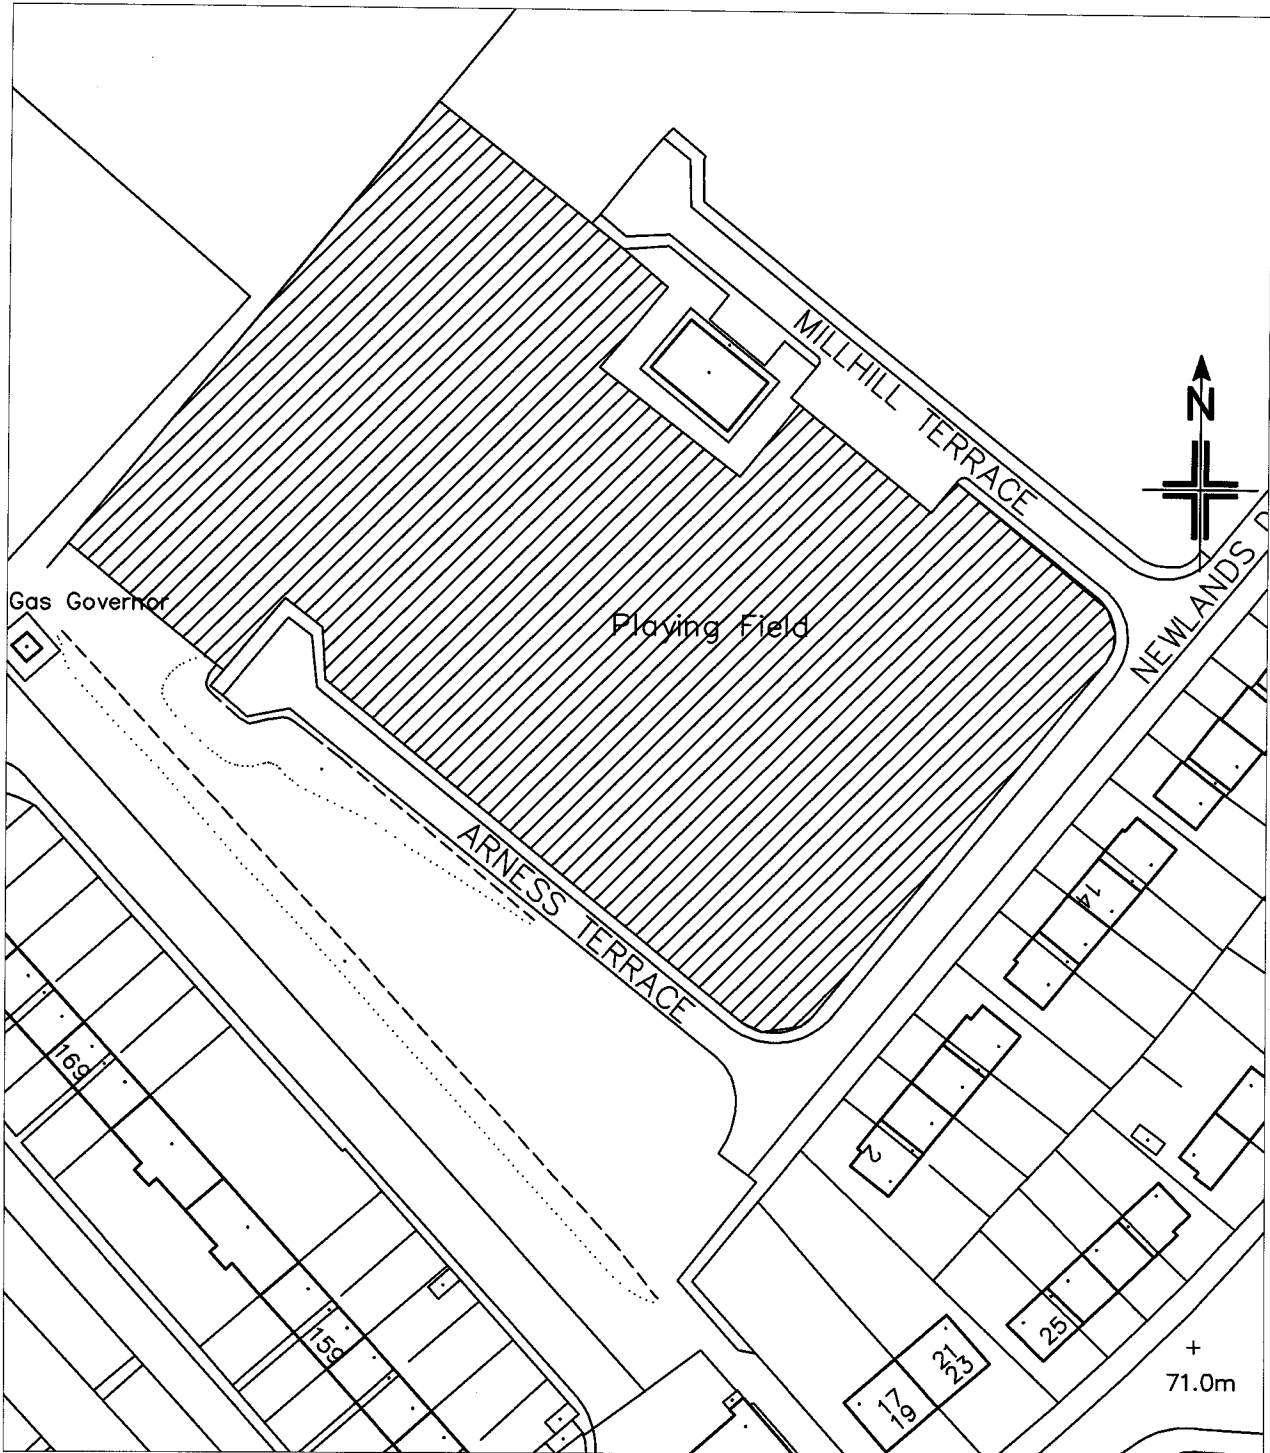 MILLHILL TERRACE
N
NEWLANDS D
Gas Governor
Playing Field
ARNESS TERRACE
14
169
2
159
25
21
23
17
19
71.0m